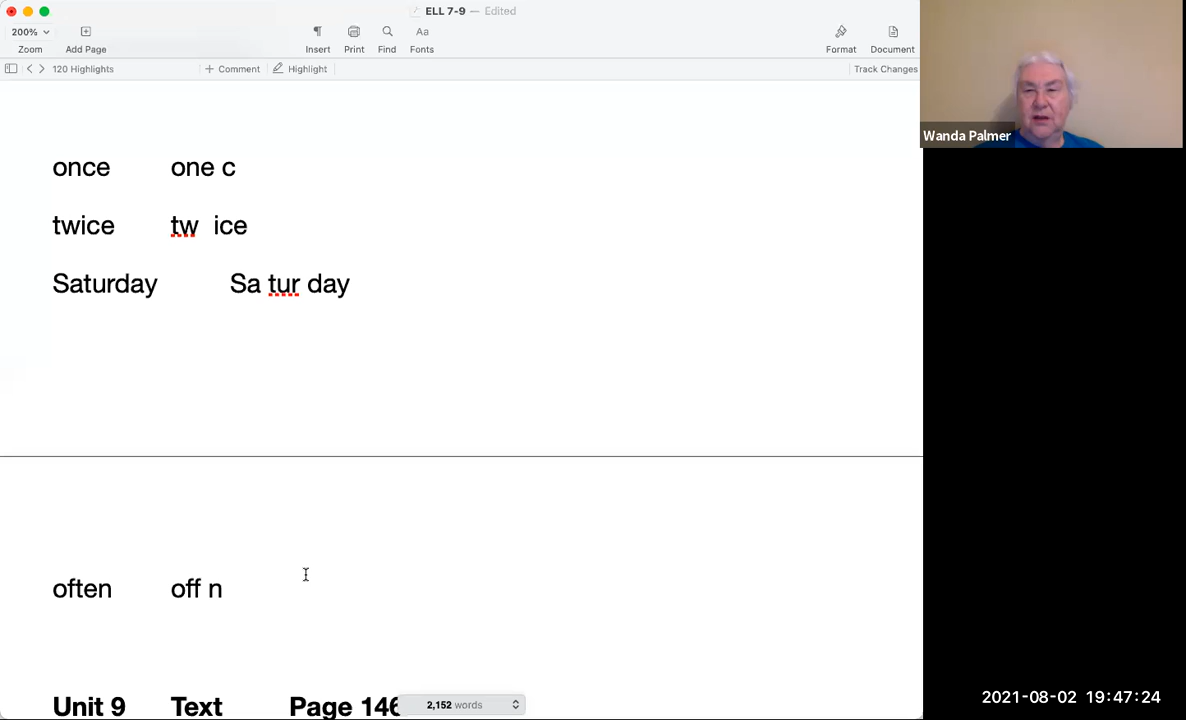 ELL 7-9 — Edited
200%
Zoom
Add Page
Insert
Print
Find
Aa
Fonts
Format
Document
120 Highlights
+ Comment
Highlight
Track Changes
Wanda Palmer
once one c
twice tw ice
Saturday Sa tur day
often off n
Unit 9 Text Page 146
2,152 words
2021-08-02 19:47:24